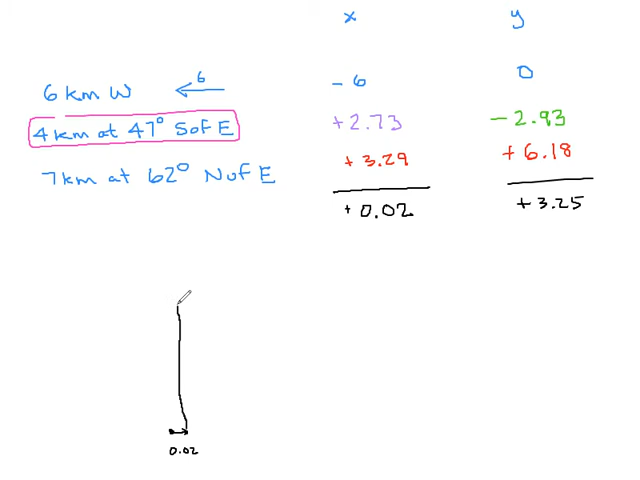 x y
6 km W 6 - 6 0
4 km at 47° S of E +2.73 - 2.93
7 km at 62° N of E + 3.29 + 6.18
+ 0.02 + 3.25
0.02